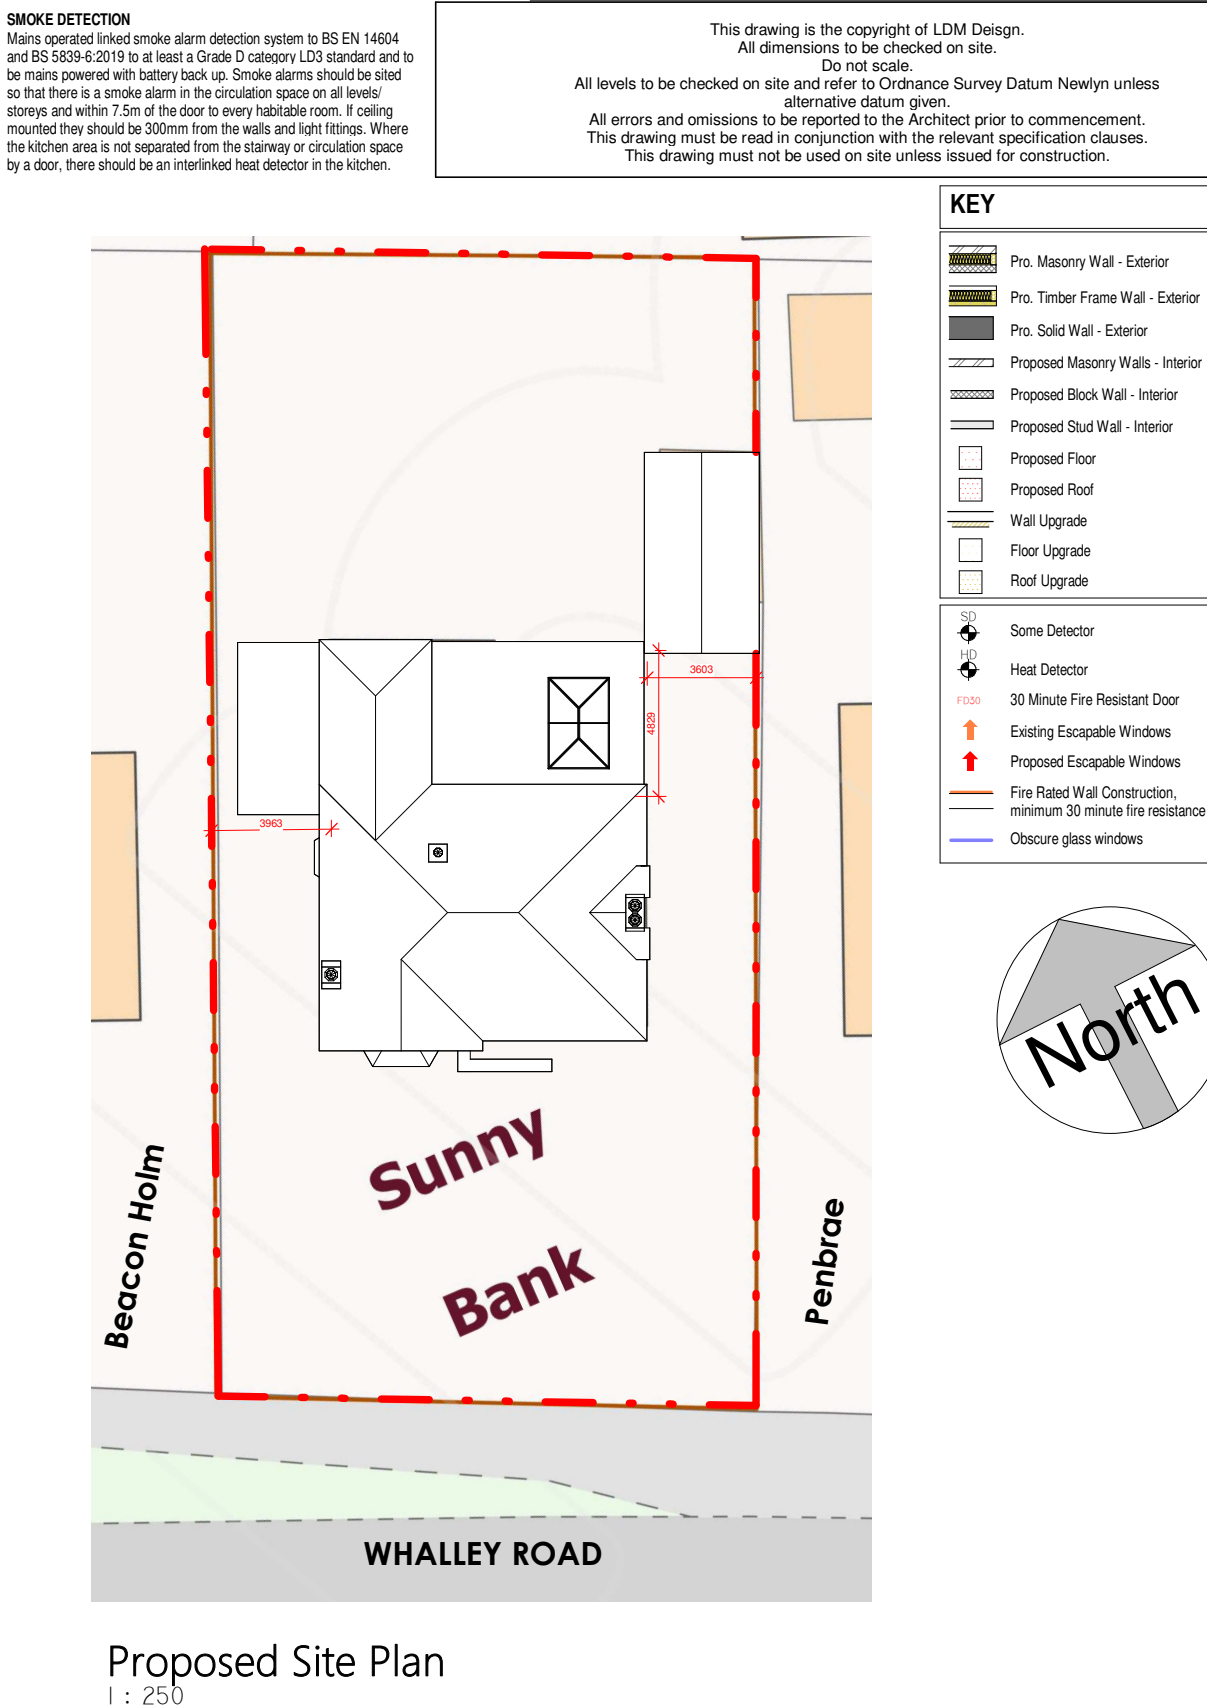 SMOKE DETECTION
Mains operated linked smoke alarm detection system to BS EN 14604
and BS 5839-6:2019 to at least a Grade D category LD3 standard and to
be mains powered with battery back up. Smoke alarms should be sited
so that there is a smoke alarm in the circulation space on all levels/
storeys and within 7.5m of the door to every habitable room. If ceiling
mounted they should be 300mm from the walls and light fittings. Where
the kitchen area is not separated from the stairway or circulation space
by a door, there should be an interlinked heat detector in the kitchen.
This drawing is the copyright of LDM Deisgn.
All dimensions to be checked on site.
Do not scale.
All levels to be checked on site and refer to Ordnance Survey Datum Newlyn unless
alternative datum given.
All errors and omissions to be reported to the Architect prior to commencement.
This drawing must be read in conjunction with the relevant specification clauses.
This drawing must not be used on site unless issued for construction.
KEY
Pro. Masonry Wall - Exterior
Pro. Timber Frame Wall - Exterior
Pro. Solid Wall - Exterior
Proposed Masonry Walls - Interior
Proposed Block Wall - Interior
Proposed Stud Wall - Interior
Proposed Floor
Proposed Roof
Wall Upgrade
Floor Upgrade
Roof Upgrade
SD
Some Detector
HD
Heat Detector
FD30
30 Minute Fire Resistant Door
Existing Escapable Windows
Proposed Escapable Windows
Fire Rated Wall Construction,
minimum 30 minute fire resistance
Obscure glass windows
North
3603
4829
3963
Sunny
Bank
Beacon Holm
Penbrae
WHALLEY ROAD
Proposed Site Plan
1 : 250